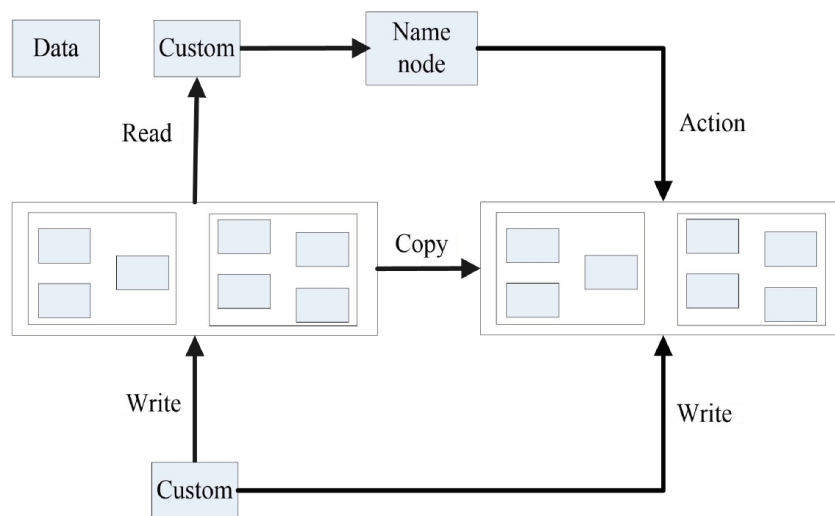 Data
Custom
Name
node
Read
Action
Copy
Write
Write
Custom